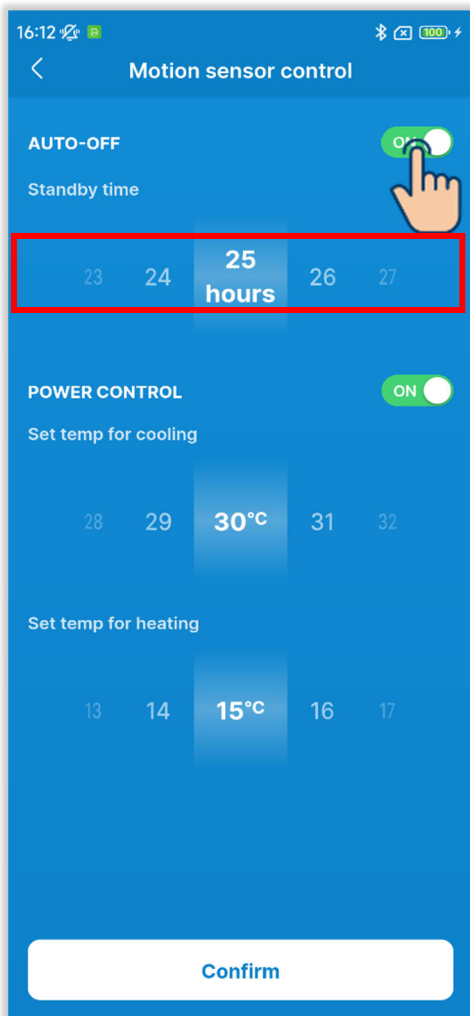 16:12 100
Motion sensor control
AUTO-OFF ON
Standby time
23 24 25 hours 26 27
POWER CONTROL ON
Set temp for cooling
28 29 30°C 31 32
Set temp for heating
13 14 15°C 16 17
Confirm